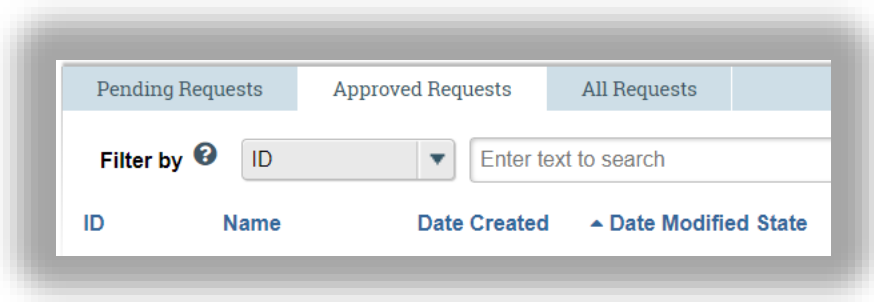 Pending Requests Approved Requests All Requests
Filter by ? ID Enter text to search
ID Name Date Created Date Modified State